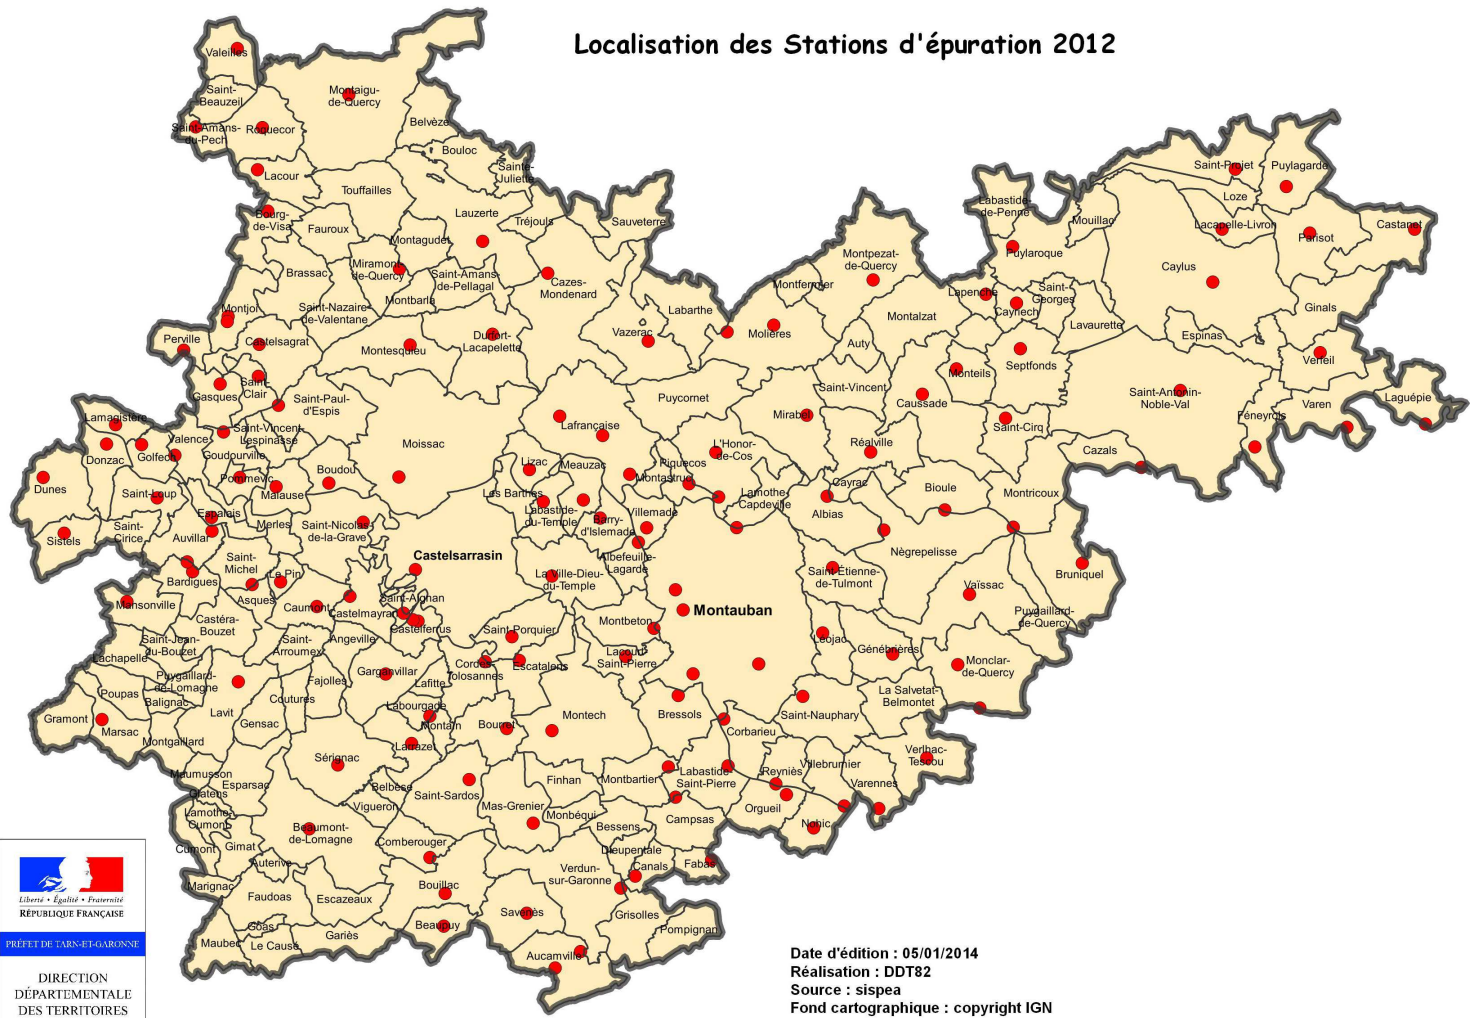 Localisation des Stations d'épuration 2012
Valeilles
Saint-
Beauzeil
Montaigu-
de-Quercy
Saint-Amans-
du-Pech
Roquecor
Belvèze
Bouloc
Sainte-
Juliette
Lacour
Touffailles
Bourg-
de-Visa
Fauroux
Lauzerte
Tréjouls
Sauveterre
Montagudet
Miramont-
de-Quercy
Brassac
Saint-Amans-
de-Pellagal
Cazes-
Mondenard
Montbarla
Saint-Nazaire-
de-Valentane
Montjoi
Perville
Castelsagrat
Montesquieu
Durfort-
Lacapelette
Vazerac
Labarthe
Molières
Montfermier
Montpezat-
de-Quercy
Montalzat
Auty
Labastide-
de-Penne
Mouillac
Puylaroque
Lapenche
Cayriech
Saint-
Georges
Lavaurette
Saint-Projet
Puylagarde
Loze
Lacapelle-Livron
Parisot
Castanet
Caylus
Ginals
Espinas
Verfeil
Varen
Laguépie
Féneyrols
Saint-Antonin-
Noble-Val
Septfonds
Monteils
Caussade
Saint-Cirq
Cazals
Saint-Vincent
Mirabel
Réalville
Puycornet
Gasques
Saint-
Clair
Saint-Paul-
d'Espis
Saint-Vincent-
Lespinasse
Moissac
Lafrançaise
L'Honor-
de-Cos
Piquecos
Montastruc
Lamothe-
Capdeville
Cayrac
Albias
Bioule
Montricoux
Nègrepelisse
Lamagistère
Donzac
Golfech
Valence
Goudourville
Pommevic
Malause
Boudou
Lizac
Meauzac
Les Barthes
Labastide-
du-Temple
Barry-
d'Islemade
Villemade
Albefeuille-
Lagarde
Dunes
Sistels
Saint-Loup
Saint-
Cirice
Espalais
Auvillar
Merles
Saint-Nicolas-
de-la-Grave
Castelsarrasin
La Ville-Dieu-
du-Temple
Montauban
Saint-Étienne-
de-Tulmont
Vaïssac
Bruniquel
Puygaillard-
de-Quercy
Bardigues
Saint-
Michel
Le Pin
Asques
Mansonville
Castéra-
Bouzet
Caumont
Castelmayran
Saint-Aignan
Castelferrus
Saint-Porquier
Montbeton
Lacourt-
Saint-Pierre
Léojac
Génébrières
Monclar-
de-Quercy
La Salvetat-
Belmontet
Saint-Jean-
du-Bouzet
Lachapelle
Saint-
Arroumex
Angeville
Garganvillar
Fajolles
Coutures
Lafitte
Cordes-
Tolosannes
Escatalens
Poupas
Puygaillard-
de-Lomagne
Balignac
Gramont
Marsac
Lavit
Gensac
Montgaillard
Labourgade
Montaïn
Larrazet
Bourret
Montech
Bressols
Corbarieu
Saint-Nauphary
Verlhac-
Tescou
Villebrumier
Varennes
Reyniès
Labastide-
Saint-Pierre
Orgueil
Nohic
Sérignac
Maumusson
Glatens
Esparsac
Belbèse
Vigueron
Saint-Sardos
Finhan
Montbartier
Mas-Grenier
Monbéqui
Bessens
Campsas
Lamothe-
Cumont
Cumont
Gimat
Beaumont-
de-Lomagne
Comberouger
Auterive
Marignac
Faudoas
Escazeaux
Bouillac
Verdun-
sur-Garonne
Dieupentale
Canals
Fabas
Grisolles
Pompignan
Goas
Maubec
Le Causé
Gariès
Beaupuy
Savenès
Aucamville
Liberté • Égalité • Fraternité
RÉPUBLIQUE FRANÇAISE
PRÉFET DE TARN-ET-GARONNE
DIRECTION
DÉPARTEMENTALE
DES TERRITOIRES
Date d'édition : 05/01/2014
Réalisation : DDT82
Source : sispea
Fond cartographique : copyright IGN